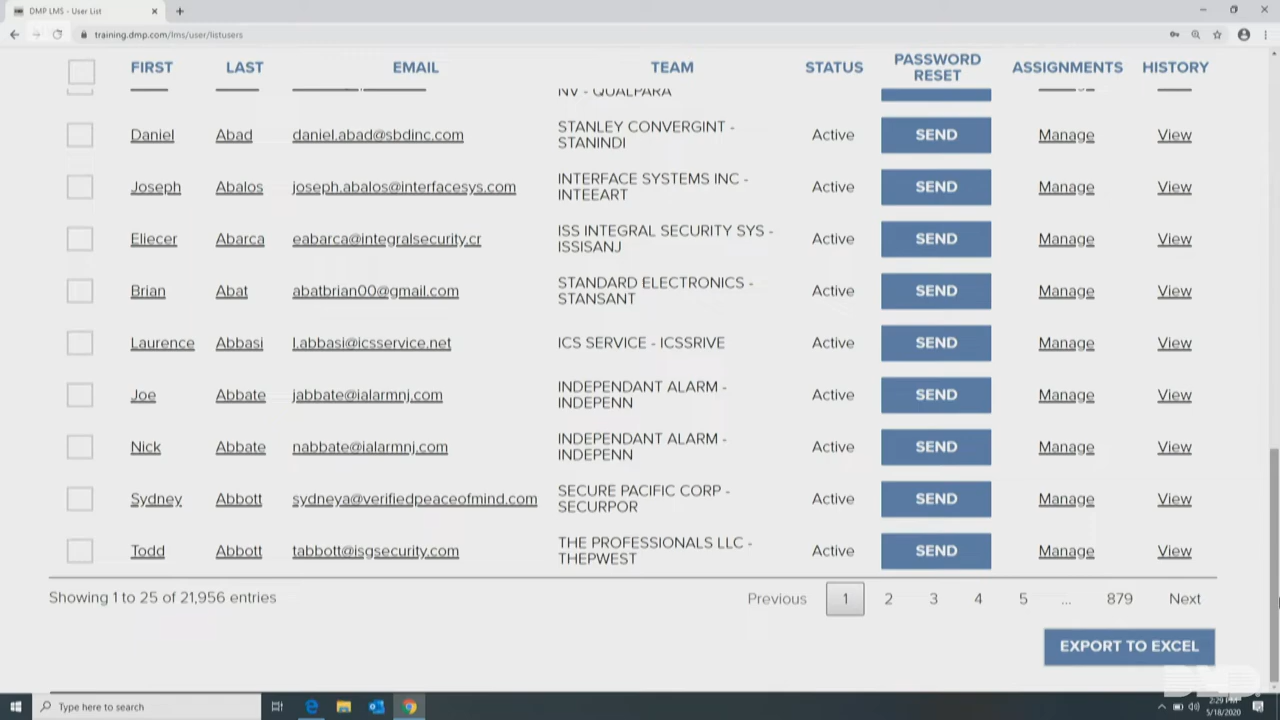 DMP LMS - User List
training.dmp.com/lms/user/listusers
FIRST LAST EMAIL TEAM STATUS PASSWORD RESET ASSIGNMENTS HISTORY
NV - QUALPARA
Daniel Abad daniel.abad@sbdinc.com STANLEY CONVERGINT - STANINDI Active SEND Manage View
Joseph Abalos joseph.abalos@interfacesys.com INTERFACE SYSTEMS INC - INTEEART Active SEND Manage View
Eliecer Abarca eabarca@integralsecurity.cr ISS INTEGRAL SECURITY SYS - ISSISANJ Active SEND Manage View
Brian Abat abatbrian00@gmail.com STANDARD ELECTRONICS - STANSANT Active SEND Manage View
Laurence Abbasi l.abbasi@icsservice.net ICS SERVICE - ICSSRIVE Active SEND Manage View
Joe Abbate jabbate@ialarmnj.com INDEPENDANT ALARM - INDEPENN Active SEND Manage View
Nick Abbate nabbate@ialarmnj.com INDEPENDANT ALARM - INDEPENN Active SEND Manage View
Sydney Abbott sydneya@verifiedpeaceofmind.com SECURE PACIFIC CORP - SECURPOR Active SEND Manage View
Todd Abbott tabbott@isgsecurity.com THE PROFESSIONALS LLC - THEPWEST Active SEND Manage View
Showing 1 to 25 of 21,956 entries Previous 1 2 3 4 5 ... 879 Next
EXPORT TO EXCEL
DMP
Type here to search
2:29 PM
5/18/2020